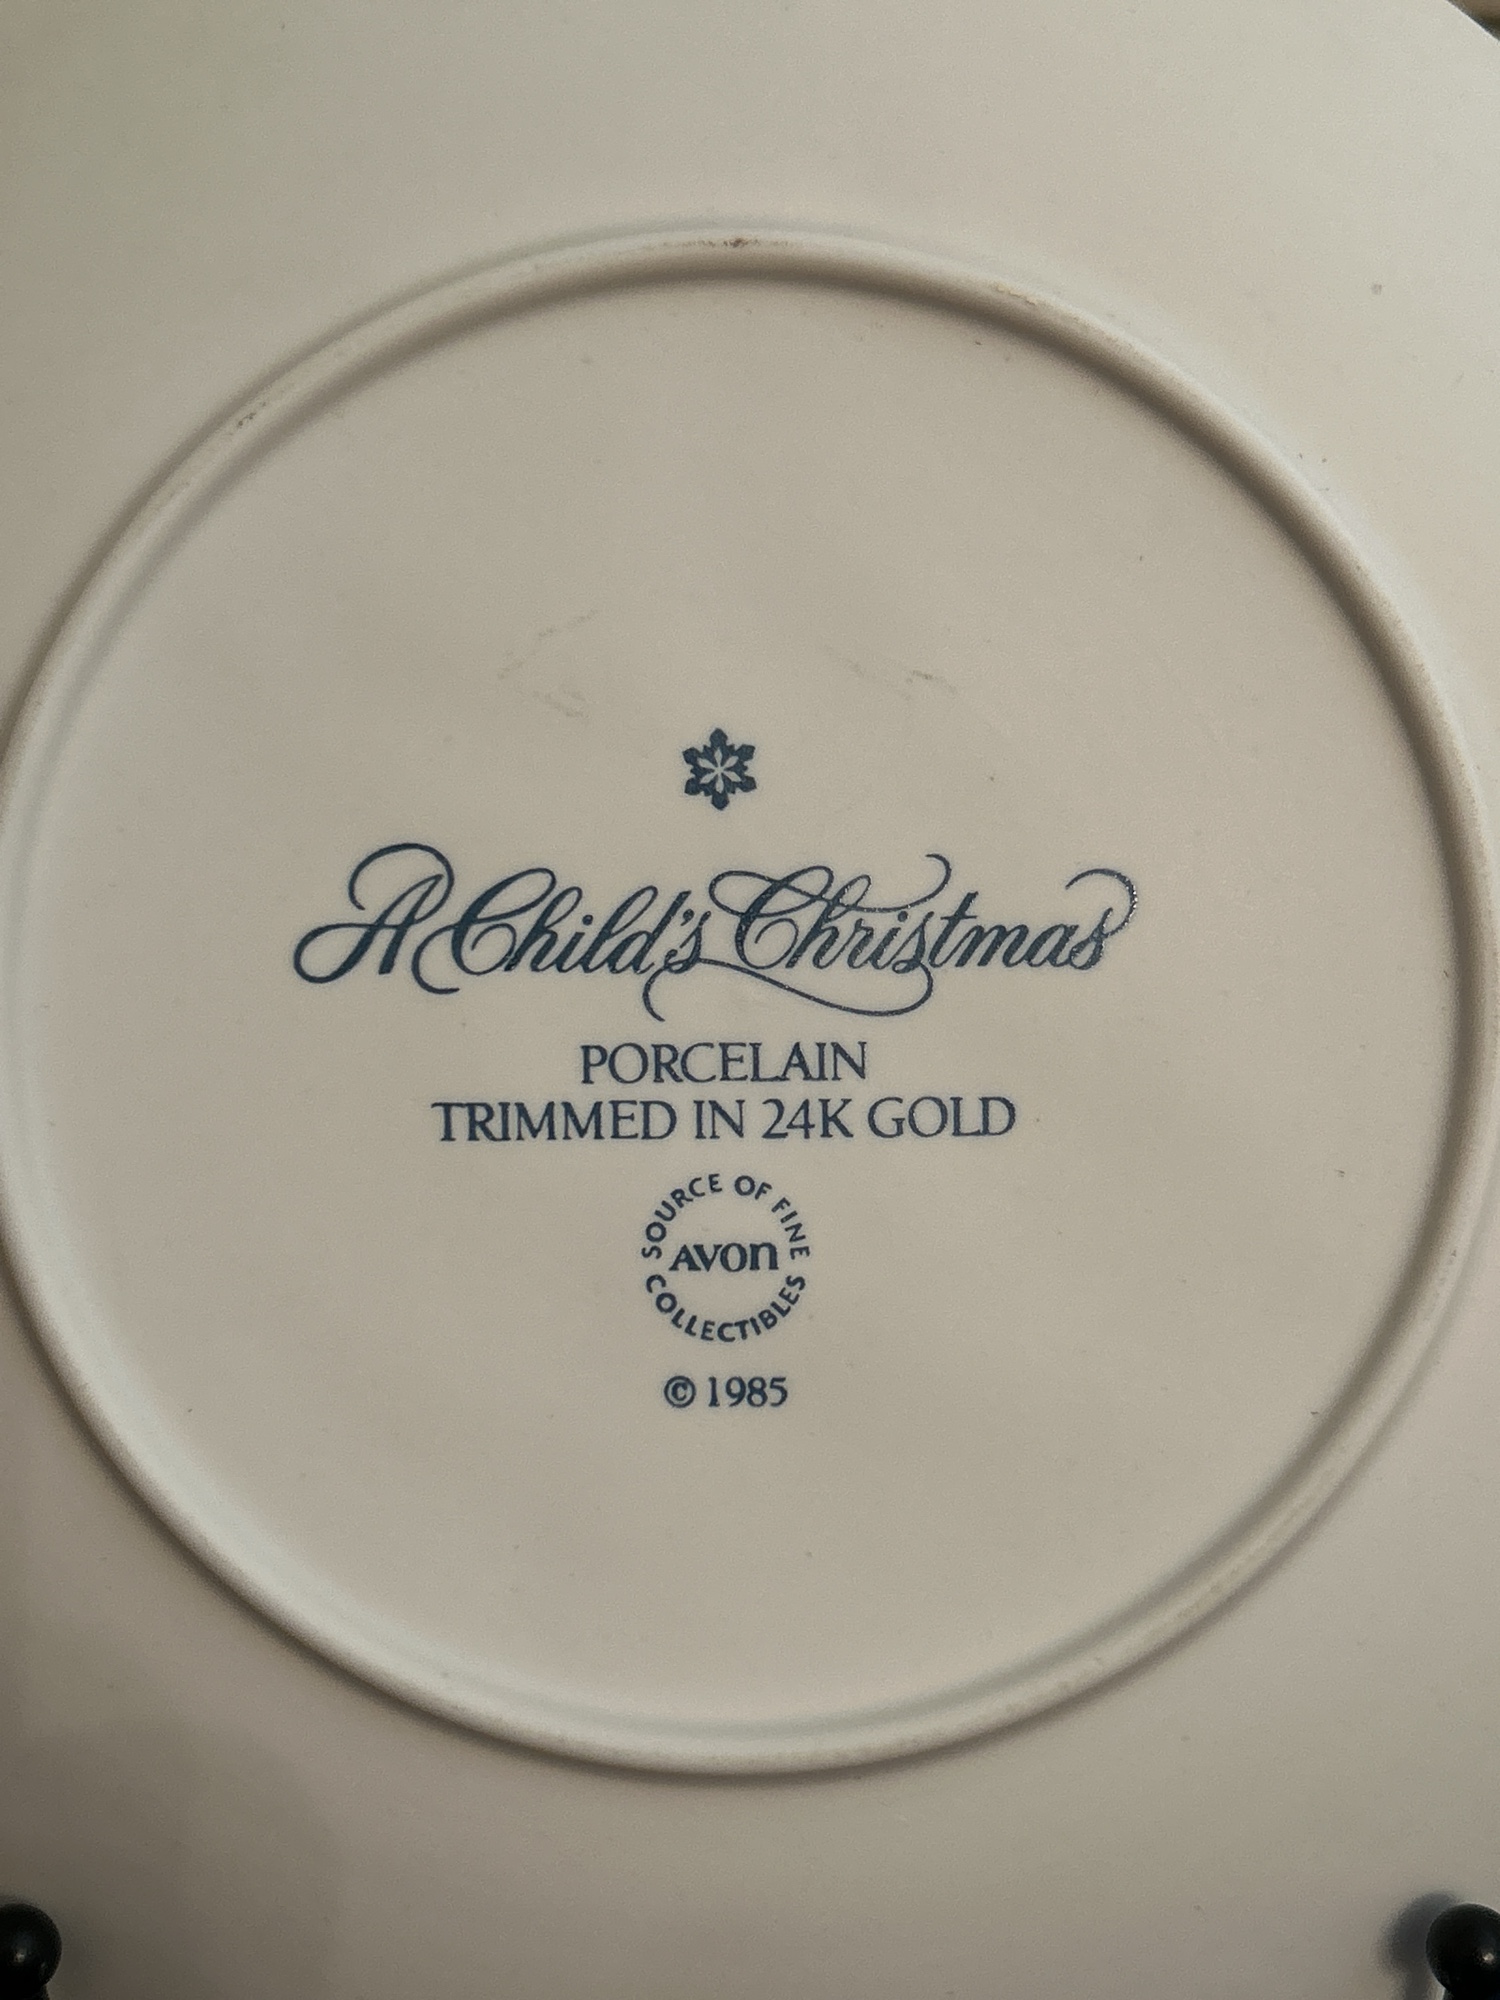 A Child's Christmas
PORCELAIN
TRIMMED IN 24K GOLD
SOURCE OF FINE
AVON
COLLECTIBLES
© 1985